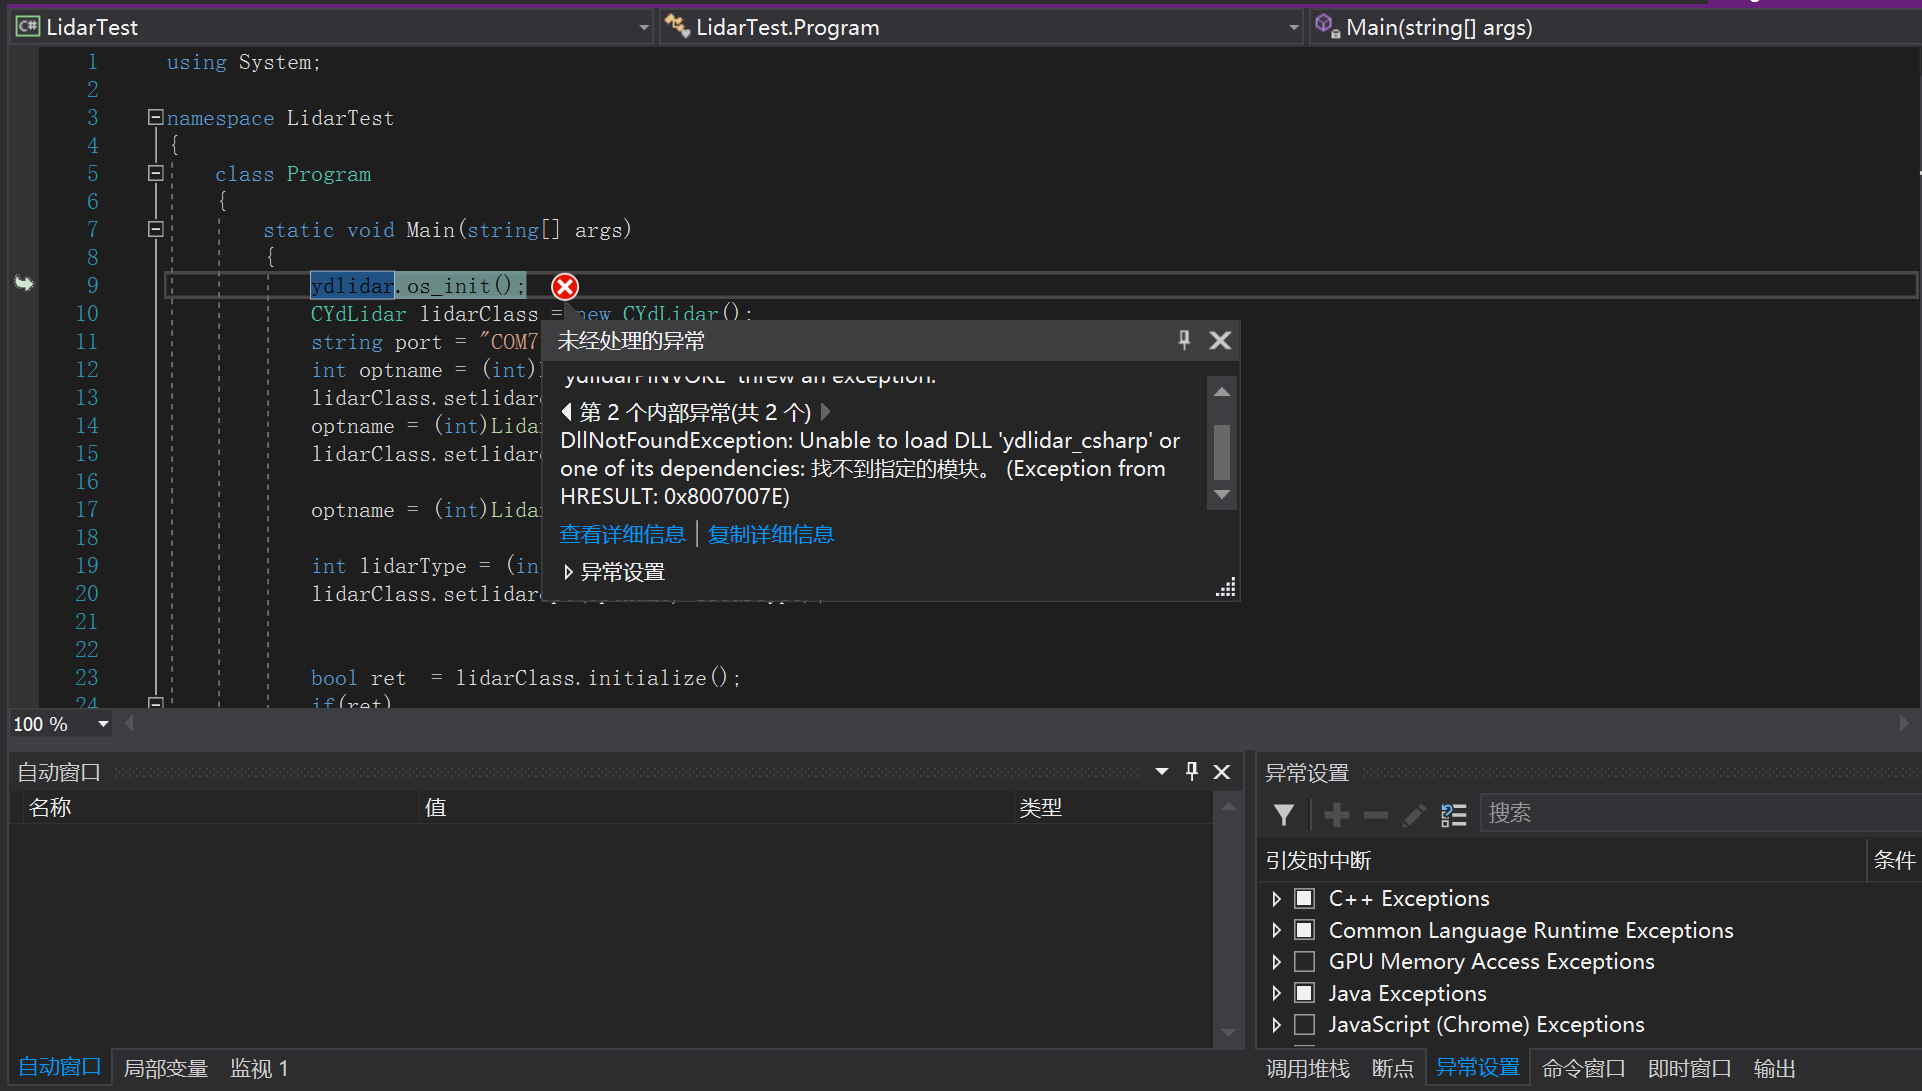 C# LidarTest
LidarTest.Program
Main(string[] args)
1 using System;
2
3 namespace LidarTest
4 {
5 class Program
6 {
7 static void Main(string[] args)
8 {
9 ydlidar.os_init();
10 CYdLidar lidarClass = new CYdLidar();
11 string port = "COM7
12 int optname = (int)
13 lidarClass.setlidar
14 optname = (int)Lida
15 lidarClass.setlidar
16
17 optname = (int)Lida
18
19 int lidarType = (in
20 lidarClass.setlidar
21
22
23 bool ret = lidarClass.initialize();
24 if(ret)
未经处理的异常
'ydlidarPINVOKE' threw an exception.
第 2 个内部异常(共 2 个)
DllNotFoundException: Unable to load DLL 'ydlidar_csharp' or
one of its dependencies: 找不到指定的模块。 (Exception from
HRESULT: 0x8007007E)
查看详细信息 | 复制详细信息
异常设置
100 %
自动窗口
名称 值 类型
自动窗口 局部变量 监视 1
异常设置
搜索
引发时中断 条件
C++ Exceptions
Common Language Runtime Exceptions
GPU Memory Access Exceptions
Java Exceptions
JavaScript (Chrome) Exceptions
调用堆栈 断点 异常设置 命令窗口 即时窗口 输出